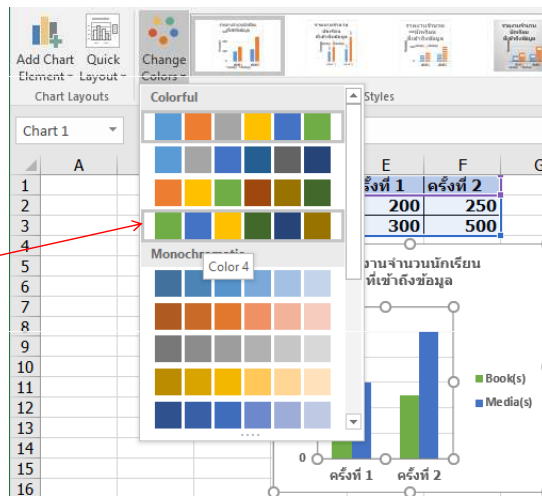 Add Chart Quick Change
Element Layout Colors
Chart Layouts
Styles
Colorful
Chart 1
A E F G
1 รั้งที่ 1 ครั้งที่ 2
2 200 250
3 300 500
4
Monochromatic
Color 4
5
6
7
8
9
10
11
12
13
14
15
16
งานจำนวนนักเรียน
ที่เข้าถึงข้อมูล
Book(s)
Media(s)
0
ครั้งที่ 1 ครั้งที่ 2